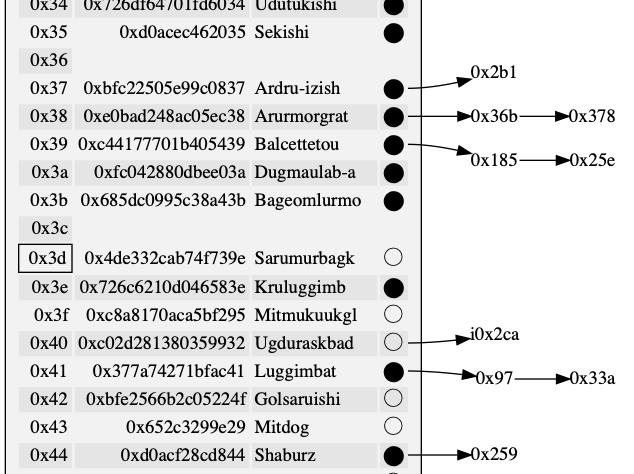 0x34 0x726df64701fd6034 Udutukishi
0x35 0xd0acec462035 Sekishi
0x36
0x37 0xbfc22505e99c0837 Ardru-izish 0x2b1
0x38 0xe0bad248ac05ec38 Arurmorgrat 0x36b 0x378
0x39 0xc44177701b405439 Balcettetou 0x185 0x25e
0x3a 0xfc042880dbee03a Dugmaulab-a
0x3b 0x685dc0995c38a43b Bageomlurmo
0x3c
0x3d 0x4de332cab74f739e Sarumurbagk
0x3e 0x726c6210d046583e Kruluggimb
0x3f 0xc8a8170aca5bf295 Mitmukuukgl
0x40 0xc02d281380359932 Ugduraskbad i0x2ca
0x41 0x377a74271bfac41 Luggimbat 0x97 0x33a
0x42 0xbfe2566b2c05224f Golsaruishi
0x43 0x652c3299e29 Mitdog
0x44 0xd0acf28cd844 Shaburz 0x259